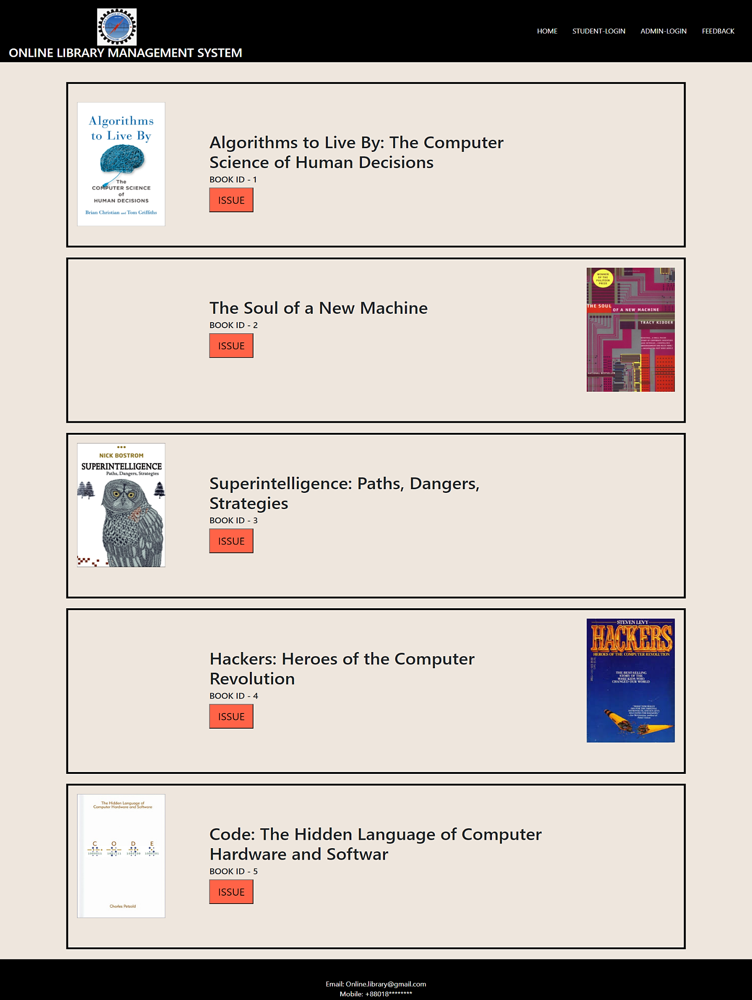 HOME STUDENT-LOGIN ADMIN-LOGIN FEEDBACK
ONLINE LIBRARY MANAGEMENT SYSTEM
Algorithms
to Live By
The
COMPUTER SCIENCE
of
HUMAN DECISIONS
Brian Christian and Tom Griffiths
Algorithms to Live By: The Computer
Science of Human Decisions
BOOK ID - 1
ISSUE
The Soul of a New Machine
BOOK ID - 2
ISSUE
WINNER
OF THE
PULITZER
PRIZE
THE SOUL
OF A NEW MACHINE
TRACY KIDDER
NATIONAL BESTSELLER
NICK BOSTROM
SUPERINTELLIGENCE
Paths, Dangers, Strategies
Superintelligence: Paths, Dangers,
Strategies
BOOK ID - 3
ISSUE
Hackers: Heroes of the Computer
Revolution
BOOK ID - 4
ISSUE
STEVEN LEVY
HACKERS
HEROES OF THE COMPUTER REVOLUTION
THE BEST-SELLING
STORY OF THE
WHIZ KIDS WHO
CHANGED OUR WORLD
The Hidden Language of
Computer Hardware and Software
C O D E
1000011 1001111 1000100 1000101
Charles Petzold
Code: The Hidden Language of Computer
Hardware and Softwar
BOOK ID - 5
ISSUE
Email: Online.library@gmail.com
Mobile: +88018********